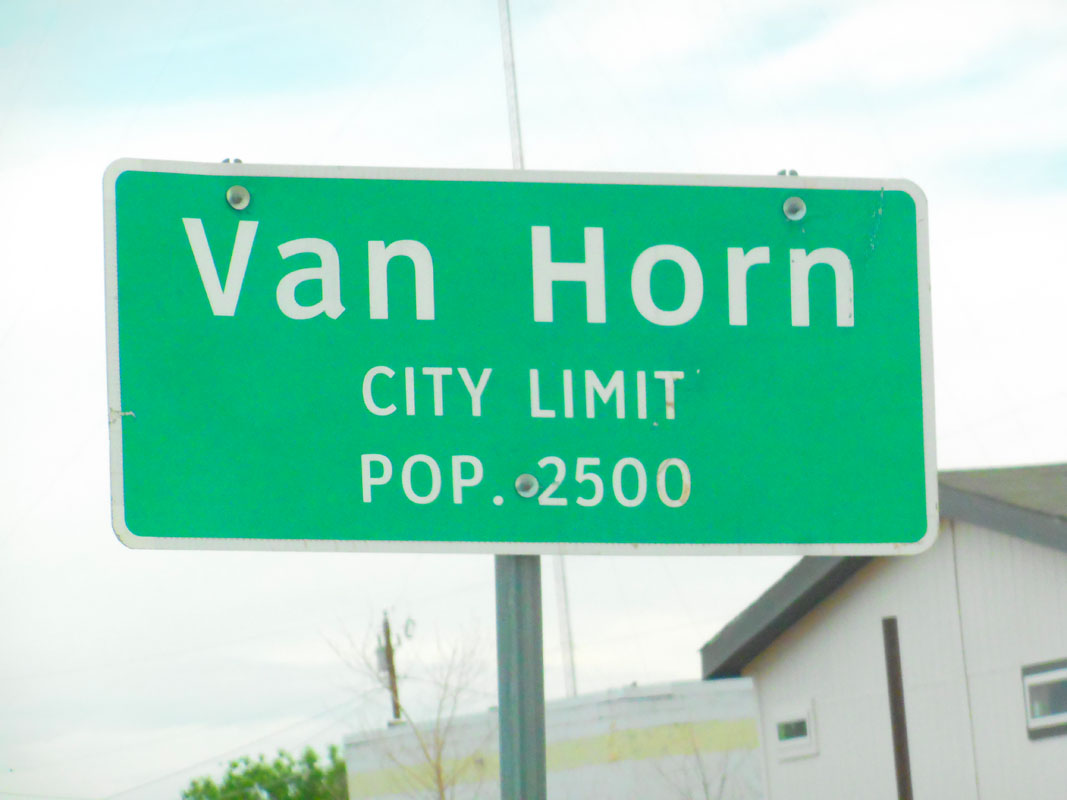 Van Horn
CITY LIMIT
POP. 2500